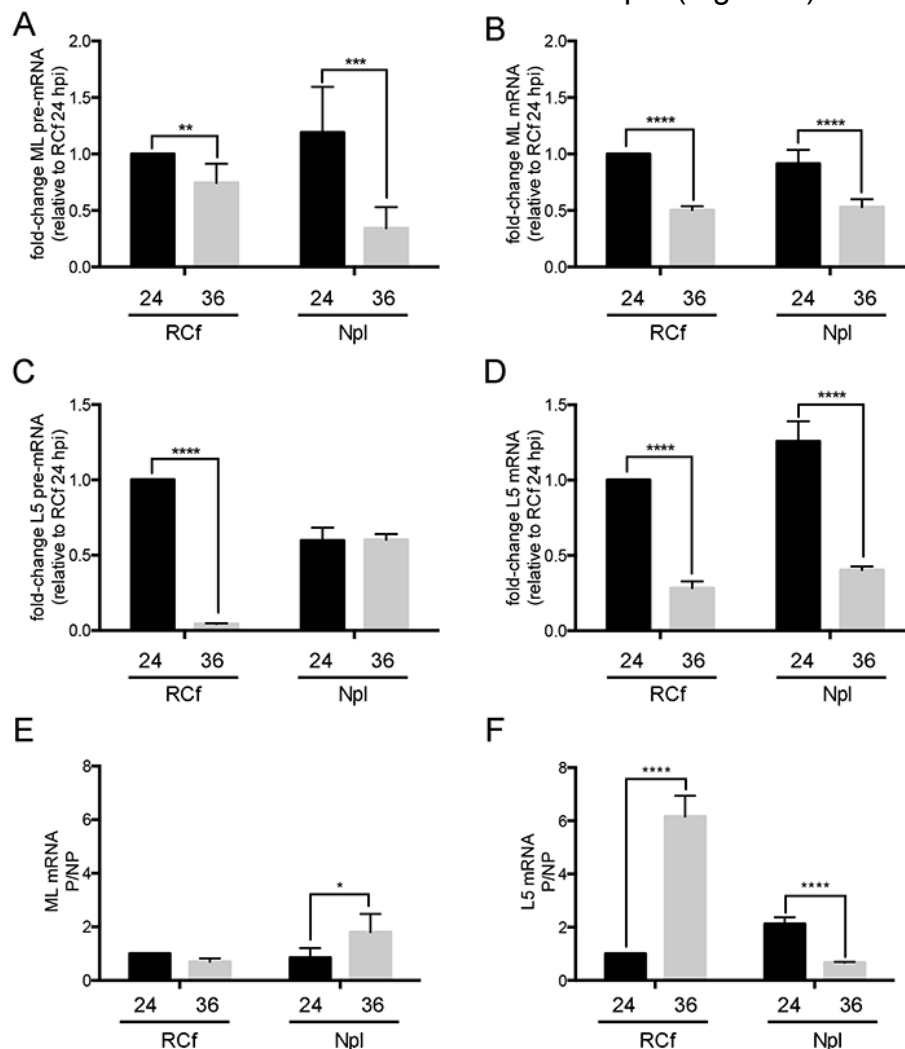 A
fold-change ML pre-mRNA
(relative to RCf 24 hpi)
2.0
1.5
1.0
0.5
0.0
**
***
24 36 24 36
RCf Npl
B
fold-change ML mRNA
(relative to RCf 24 hpi)
2.0
1.5
1.0
0.5
0.0
****
****
24 36 24 36
RCf Npl
C
fold-change L5 pre-mRNA
(relative to RCf 24 hpi)
1.5
1.0
0.5
0.0
****
24 36 24 36
RCf Npl
D
fold-change L5 mRNA
(relative to RCf 24 hpi)
1.5
1.0
0.5
0.0
****
****
24 36 24 36
RCf Npl
E
ML mRNA
P/NP
8
6
4
2
0
*
24 36 24 36
RCf Npl
F
L5 mRNA
P/NP
8
6
4
2
0
****
****
24 36 24 36
RCf Npl